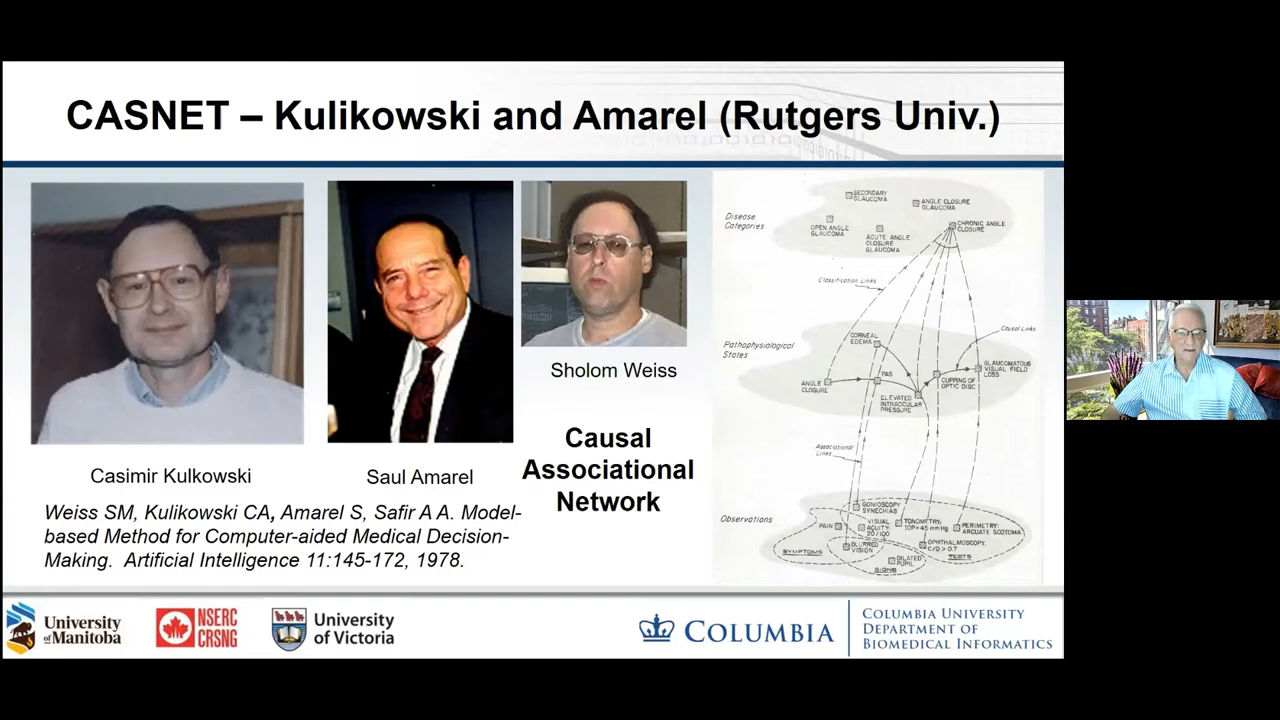 CASNET – Kulikowski and Amarel (Rutgers Univ.)
Casimir Kulkowski
Saul Amarel
Sholom Weiss
Causal
Associational
Network
Weiss SM, Kulikowski CA, Amarel S, Safir A A. Model-
based Method for Computer-aided Medical Decision-
Making. Artificial Intelligence 11:145-172, 1978.
Disease
Categories
SECONDARY
GLAUCOMA
ANGLE CLOSURE
GLAUCOMA
OPEN ANGLE
GLAUCOMA
ACUTE ANGLE
CLOSURE
GLAUCOMA
CHRONIC ANGLE
CLOSURE
Classification Links
Pathophysiological
States
CORNEAL
EDEMA
Causal Links
ANGLE
CLOSURE
PAS
ELEVATED
INTRAOCULAR
PRESSURE
CUPPING OF
OPTIC DISC
GLAUCOMATOUS
VISUAL FIELD
LOSS
Associational
Links
Observations
GONIOSCOPY
SYNECHIAS
PAIN
VISUAL
ACUITY:
20/100
TONOMETRY:
IOP=45 mmHg
PERIMETRY:
ARCUATE SCOTOMA
BLURRED
VISION
OPHTHALMOSCOPY:
C/D > 0.7
DILATED
PUPIL
SYMPTOMS
SIGNS
TESTS
University
of Manitoba
NSERC
CRSNG
University
of Victoria
COLUMBIA
COLUMBIA UNIVERSITY
DEPARTMENT OF
BIOMEDICAL INFORMATICS